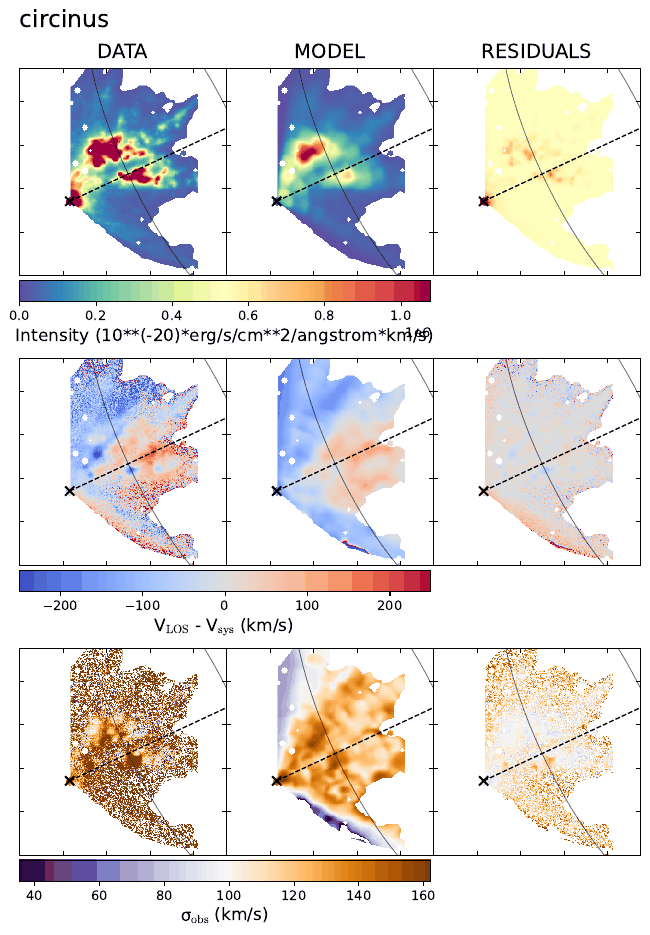 circinus
DATA MODEL RESIDUALS
0.0 0.2 0.4 0.6 0.8 1.0
Intensity (10**(-20)*erg/s/cm**2/angstrom*km/s)
−200 −100 0 100 200
V_LOS - V_sys (km/s)
40 60 80 100 120 140 160
σ_obs (km/s)